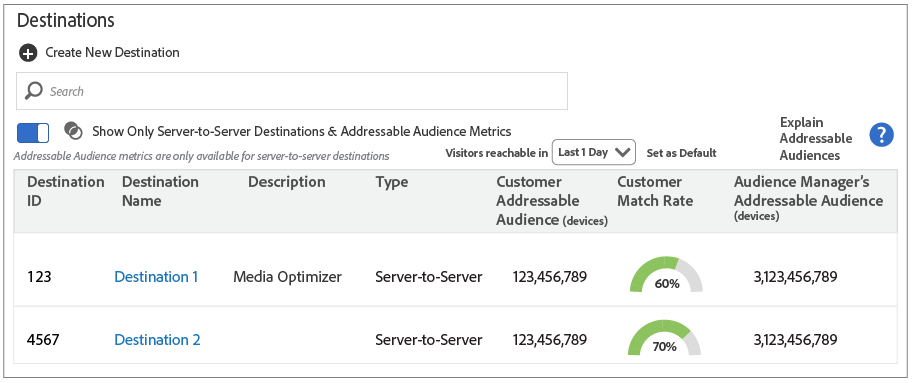 Destinations
Create New Destination
Search
Show Only Server-to-Server Destinations & Addressable Audience Metrics
Explain
Addressable
Audiences
?
Addressable Audience metrics are only available for server-to-server destinations
Visitors reachable in Last 1 Day Set as Default
Destination ID
Destination Name
Description
Type
Customer Addressable Audience (devices)
Customer Match Rate
Audience Manager's Addressable Audience (devices)
123 Destination 1 Media Optimizer Server-to-Server 123,456,789 60% 3,123,456,789
4567 Destination 2 Server-to-Server 123,456,789 70% 3,123,456,789